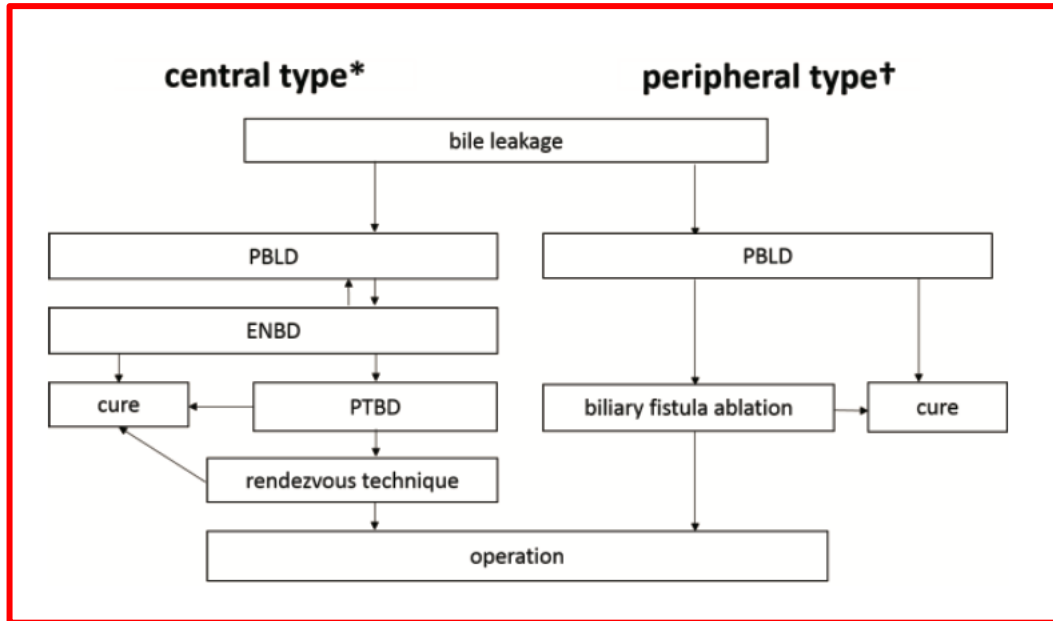 central type*
peripheral type†
bile leakage
PBLD
PBLD
ENBD
cure
PTBD
biliary fistula ablation
cure
rendezvous technique
operation